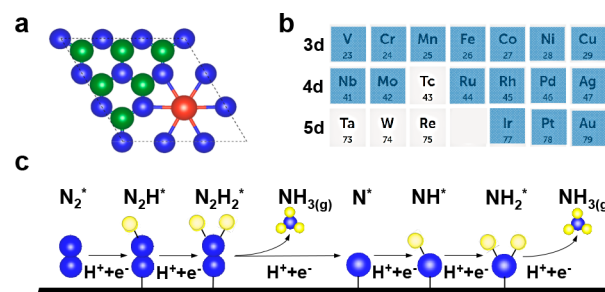 a
b
3d V Cr Mn Fe Co Ni Cu
23 24 25 26 27 28 29
4d Nb Mo Tc Ru Rh Pd Ag
41 42 43 44 45 46 47
5d Ta W Re Ir Pt Au
73 74 75 77 78 79
c
N₂* N₂H* N₂H₂* NH₃(g) N* NH* NH₂* NH₃(g)
H⁺+e⁻ H⁺+e⁻ H⁺+e⁻ H⁺+e⁻ H⁺+e⁻ H⁺+e⁻